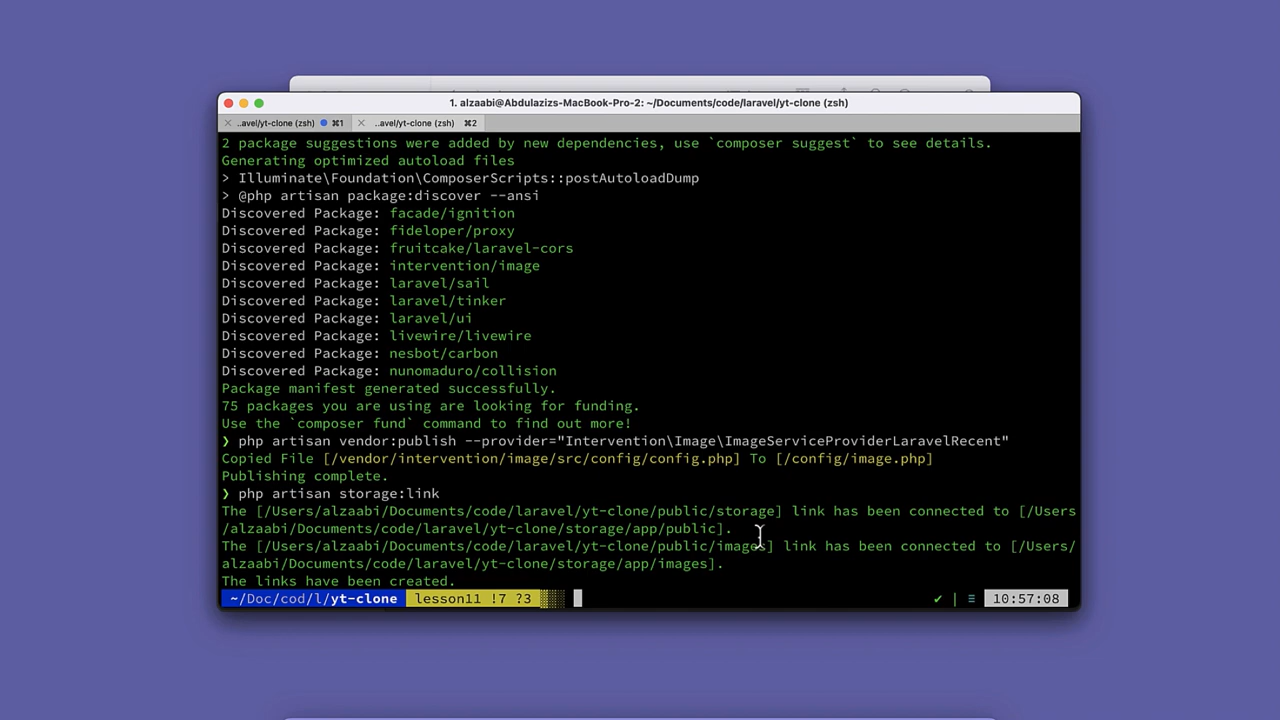 1. alzaabi@Abdulazizs-MacBook-Pro-2: ~/Documents/code/laravel/yt-clone (zsh)
..avel/yt-clone (zsh) ⌘1 ..avel/yt-clone (zsh) ⌘2
2 package suggestions were added by new dependencies, use `composer suggest` to see details.
Generating optimized autoload files
> Illuminate\Foundation\ComposerScripts::postAutoloadDump
> @php artisan package:discover --ansi
Discovered Package: facade/ignition
Discovered Package: fideloper/proxy
Discovered Package: fruitcake/laravel-cors
Discovered Package: intervention/image
Discovered Package: laravel/sail
Discovered Package: laravel/tinker
Discovered Package: laravel/ui
Discovered Package: livewire/livewire
Discovered Package: nesbot/carbon
Discovered Package: nunomaduro/collision
Package manifest generated successfully.
75 packages you are using are looking for funding.
Use the `composer fund` command to find out more!
❯ php artisan vendor:publish --provider="Intervention\Image\ImageServiceProviderLaravelRecent"
Copied File [/vendor/intervention/image/src/config/config.php] To [/config/image.php]
Publishing complete.
❯ php artisan storage:link
The [/Users/alzaabi/Documents/code/laravel/yt-clone/public/storage] link has been connected to [/Users
/alzaabi/Documents/code/laravel/yt-clone/storage/app/public].
The [/Users/alzaabi/Documents/code/laravel/yt-clone/public/images] link has been connected to [/Users/
alzaabi/Documents/code/laravel/yt-clone/storage/app/images].
The links have been created.
~/Doc/cod/l/yt-clone lesson11 !7 ?3 ✔ | ≡ 10:57:08